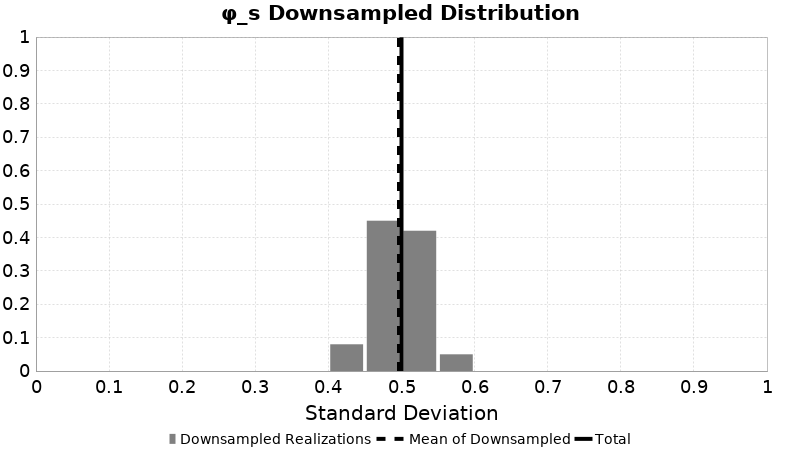 φ_s Downsampled Distribution
1
0.9
0.8
0.7
0.6
0.5
0.4
0.3
0.2
0.1
0
0 0.1 0.2 0.3 0.4 0.5 0.6 0.7 0.8 0.9 1
Standard Deviation
Downsampled Realizations Mean of Downsampled Total